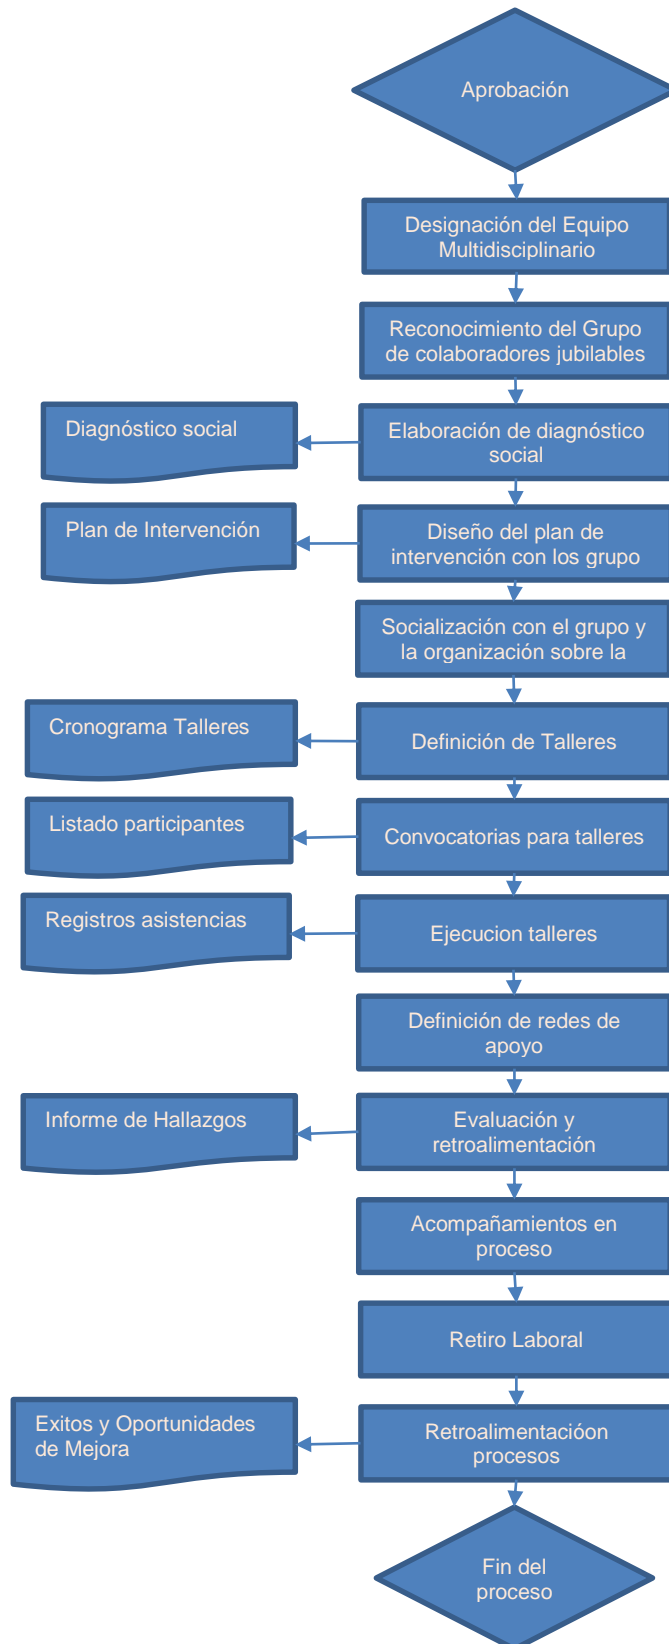 Aprobación
Designación del Equipo
Multidisciplinario
Reconocimiento del Grupo
de colaboradores jubilables
Diagnóstico social
Elaboración de diagnóstico
social
Plan de Intervención
Diseño del plan de
intervención con los grupo
Socialización con el grupo y
la organización sobre la
Cronograma Talleres
Definición de Talleres
Listado participantes
Convocatorias para talleres
Registros asistencias
Ejecucion talleres
Definición de redes de
apoyo
Informe de Hallazgos
Evaluación y
retroalimentación
Acompañamientos en
proceso
Retiro Laboral
Exitos y Oportunidades
de Mejora
Retroalimentacióon
procesos
Fin del
proceso